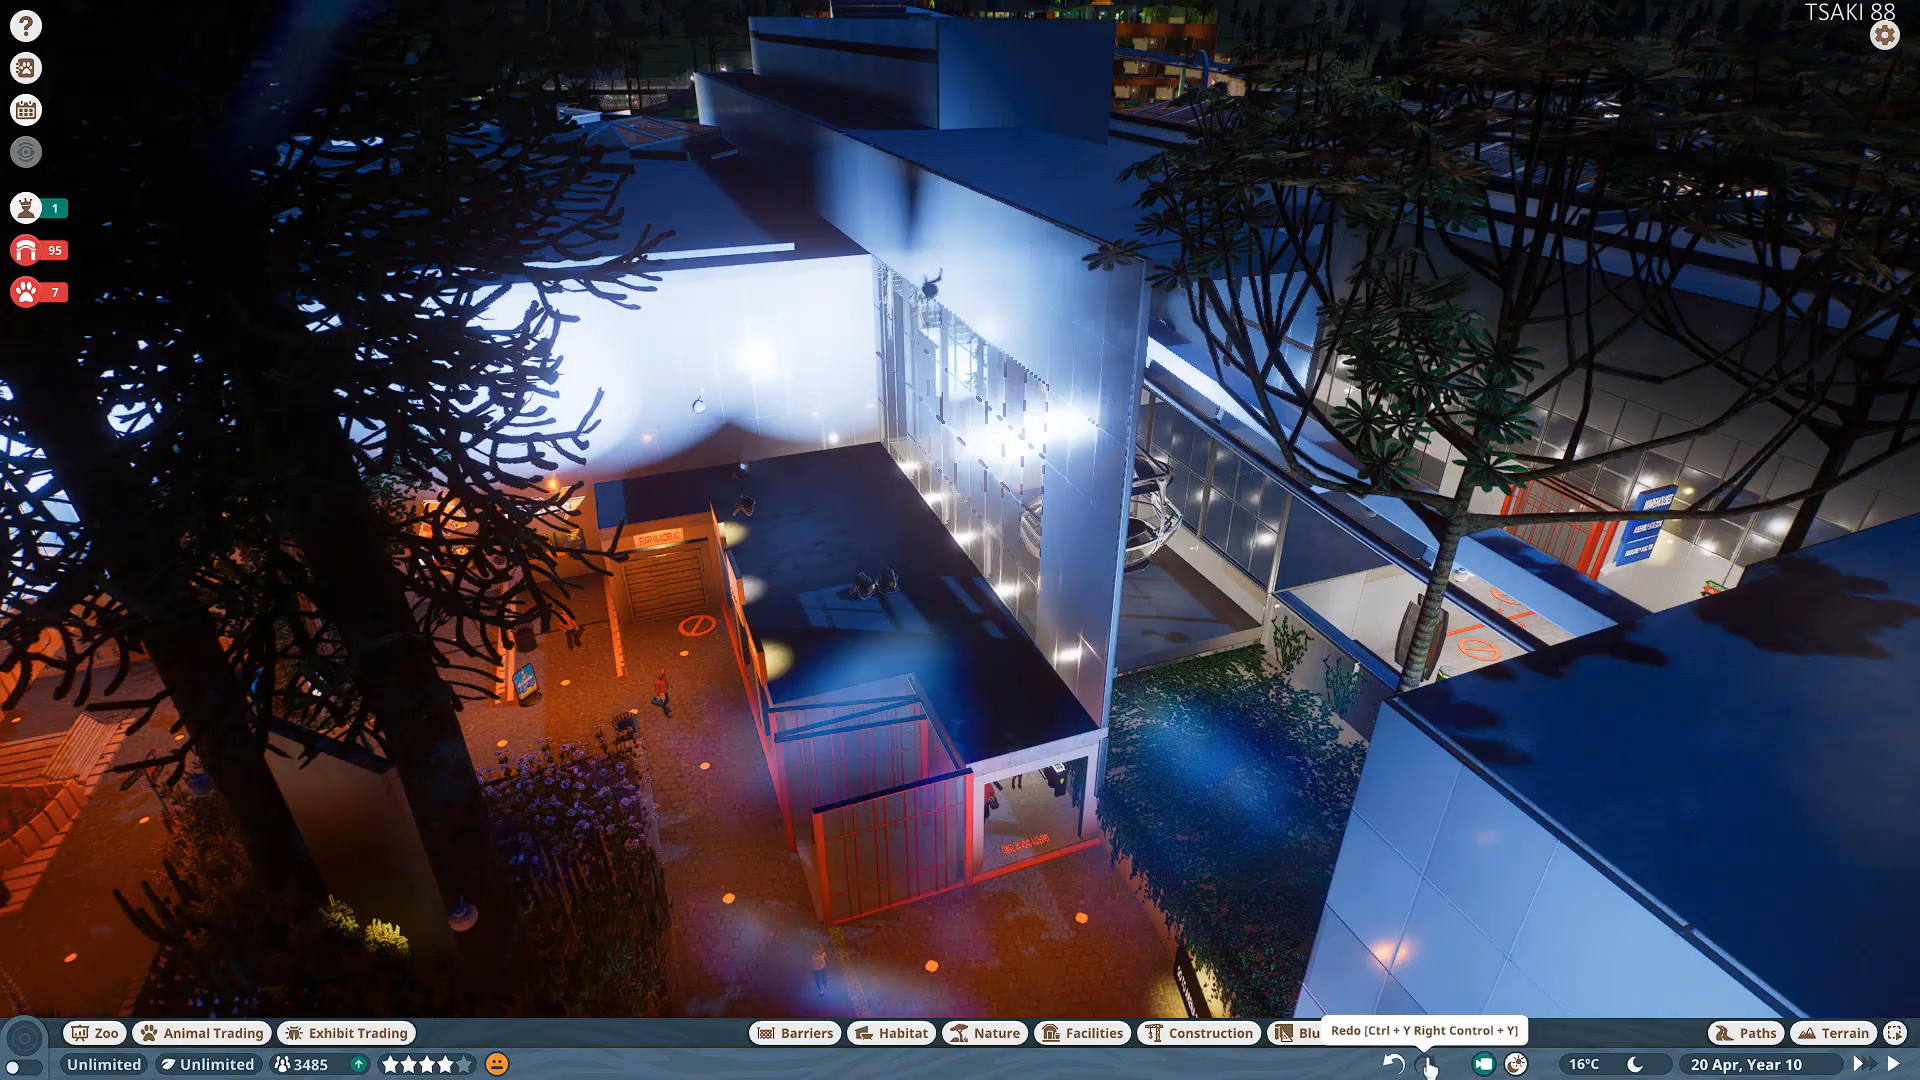 TSAKI 88
?
1
95
7
WAREHOUSES
Zoo
Animal Trading
Exhibit Trading
Barriers
Habitat
Nature
Facilities
Construction
Blu
Redo [Ctrl + Y Right Control + Y]
Paths
Terrain
Unlimited
Unlimited
3485
16°C
20 Apr, Year 10